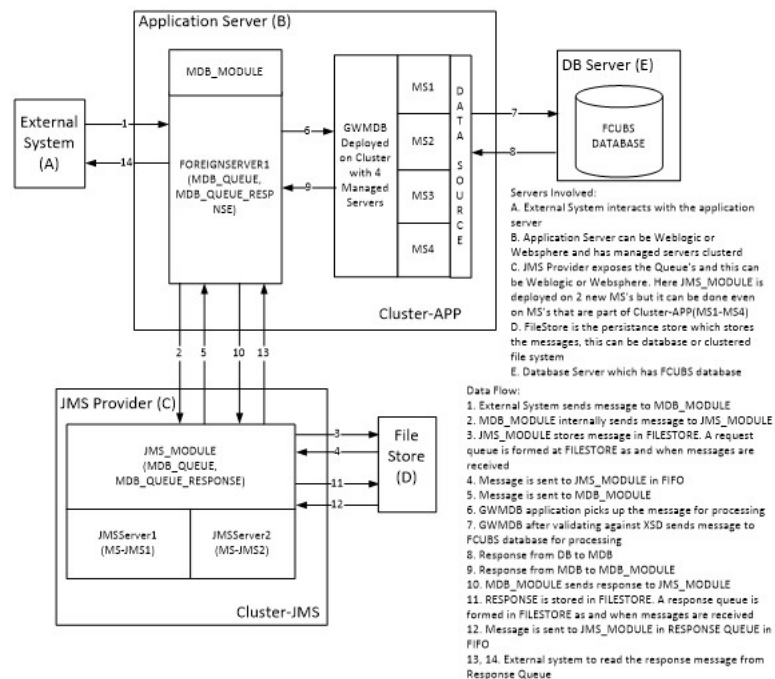 Application Server (B)
MDB_MODULE
FOREIGNSERVER1
(MDB_QUEUE,
MDB_QUEUE_RESP
NSE)
External
System
(A)
1
14
6
9
GWMDB
Deployed
on Cluster
with 4
Managed
Servers
MS1
MS2
MS3
MS4
D
A
T
A
S
O
U
R
C
E
Cluster-APP
7
8
DB Server (E)
FCUBS
DATABASE
2
5
10
13
JMS Provider (C)
JMS_MODULE
(MDB_QUEUE,
MDB_QUEUE_RESPONSE)
JMSServer1
(MS-JMS1)
JMSServer2
(MS-JMS2)
Cluster-JMS
3
4
11
12
File
Store
(D)
Servers Involved:
A. External System interacts with the application
server
B. Application Server can be Weblogic or
Websphere and has managed servers clusterd
C. JMS Provider exposes the Queue's and this can
be Weblogic or Websphere. Here JMS_MODULE is
deployed on 2 new MS's but it can be done even
on MS's that are part of Cluster-APP(MS1-MS4)
D. FileStore is the persistance store which stores
the messages, this can be database or clustered
file system
E. Database Server which has FCUBS database
Data Flow:
1. External System sends message to MDB_MODULE
2. MDB_MODULE internally sends message to JMS_MODULE
3. JMS_MODULE stores message in FILESTORE. A request
queue is formed at FILESTORE as and when messages are
received
4. Message is sent to JMS_MODULE in FIFO
5. Message is sent to MDB_MODULE
6. GWMDB application picks up the message for processing
7. GWMDB after validating against XSD sends message to
FCUBS database for processing
8. Response from DB to MDB
9. Response from MDB to MDB_MODULE
10. MDB_MODULE sends response to JMS_MODULE
11. RESPONSE is stored in FILESTORE. A response queue is
formed in FILESTORE as and when messages are received
12. Message is sent to JMS_MODULE in RESPONSE QUEUE in
FIFO
13, 14. External system to read the response message from
Response Queue